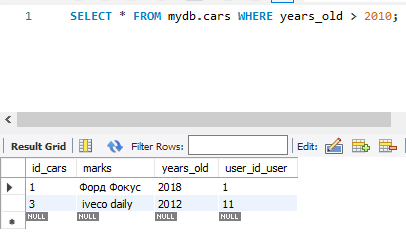 1 SELECT * FROM mydb.cars WHERE years_old > 2010;
Result Grid Filter Rows: Edit:
id_cars marks years_old user_id_user
1 Форд Фокус 2018 1
3 iveco daily 2012 11
NULL NULL NULL NULL